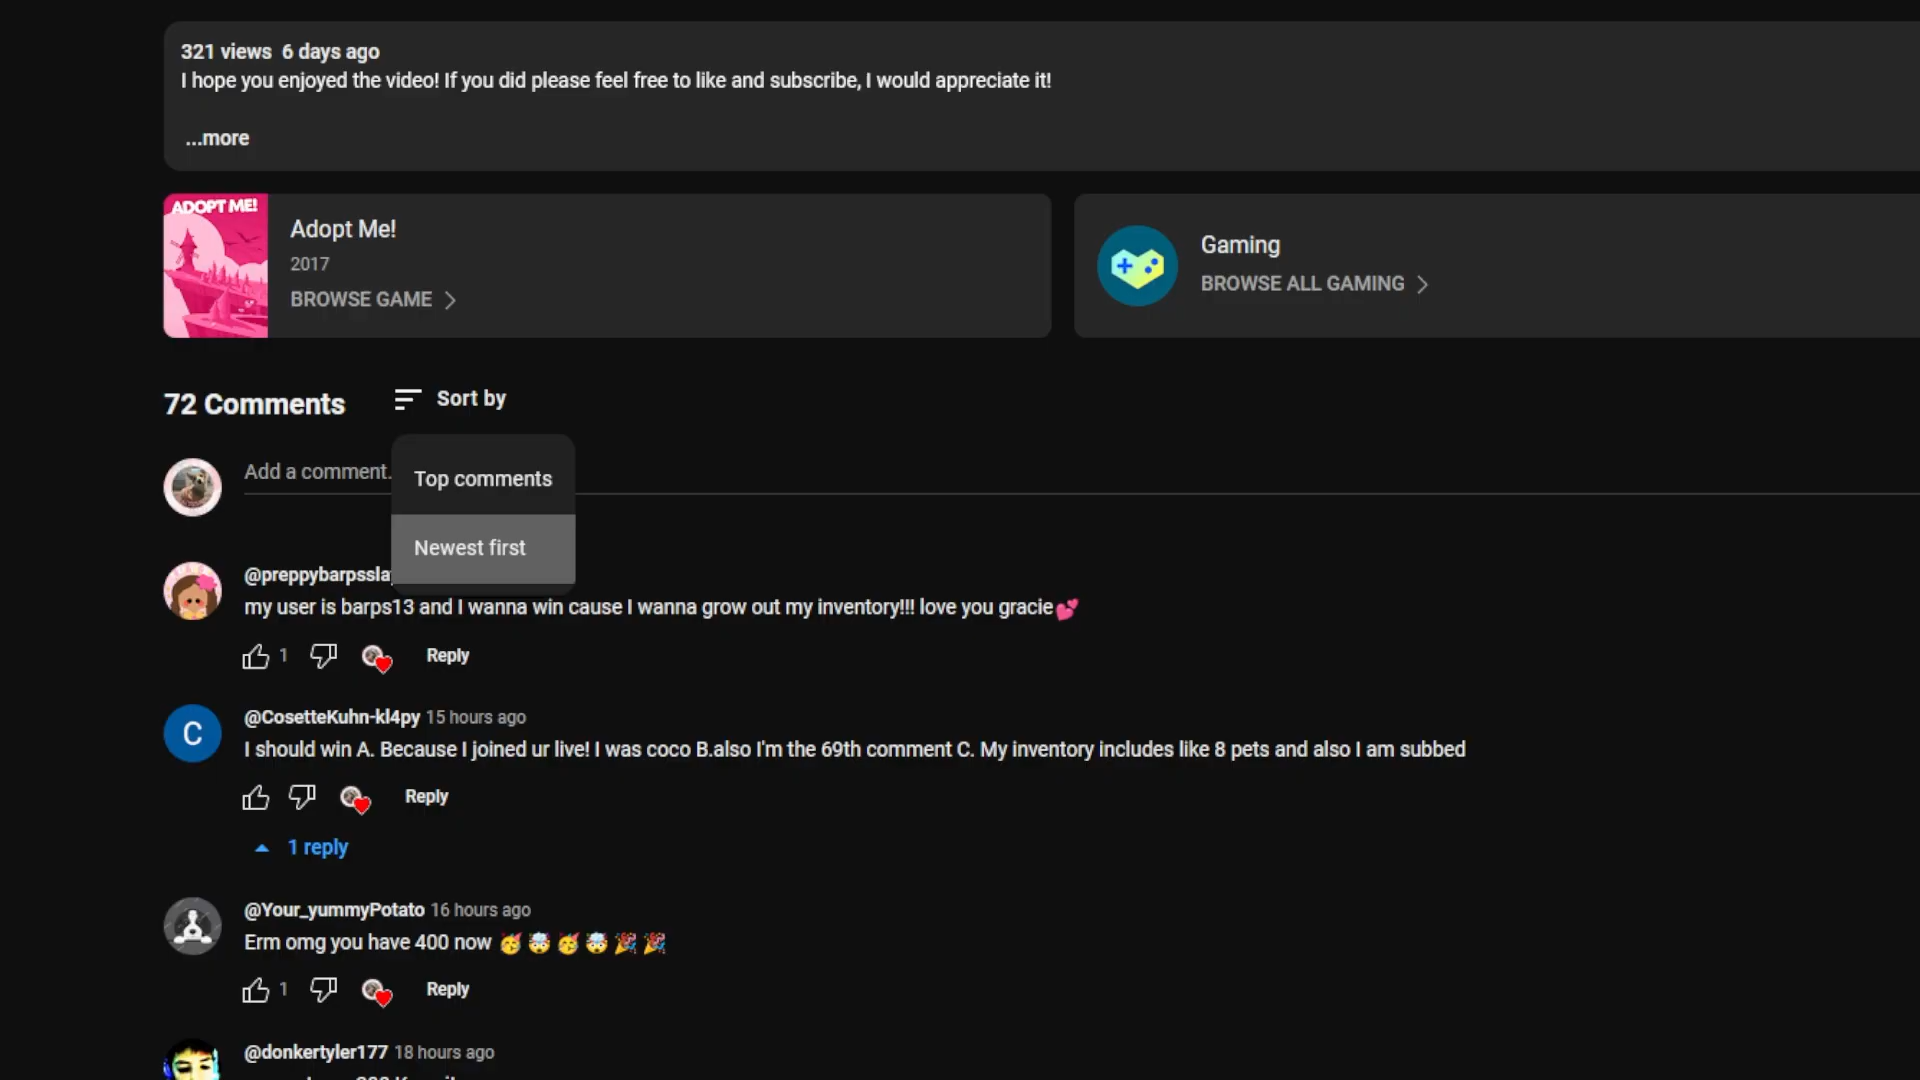 321 views 6 days ago
I hope you enjoyed the video! If you did please feel free to like and subscribe, I would appreciate it!
...more
ADOPT ME!
Adopt Me!
2017
BROWSE GAME
Gaming
BROWSE ALL GAMING
72 Comments
Sort by
Add a comment.
Top comments
Newest first
@preppybarpssla
my user is barps13 and I wanna win cause I wanna grow out my inventory!!! love you gracie💕
1
Reply
C
@CosetteKuhn-kl4py 15 hours ago
I should win A. Because I joined ur live! I was coco B.also I'm the 69th comment C. My inventory includes like 8 pets and also I am subbed
Reply
1 reply
@Your_yummyPotato 16 hours ago
Erm omg you have 400 now 🥳🤯🥳🤯🎉🎉
1
Reply
@donkertyler177 18 hours ago